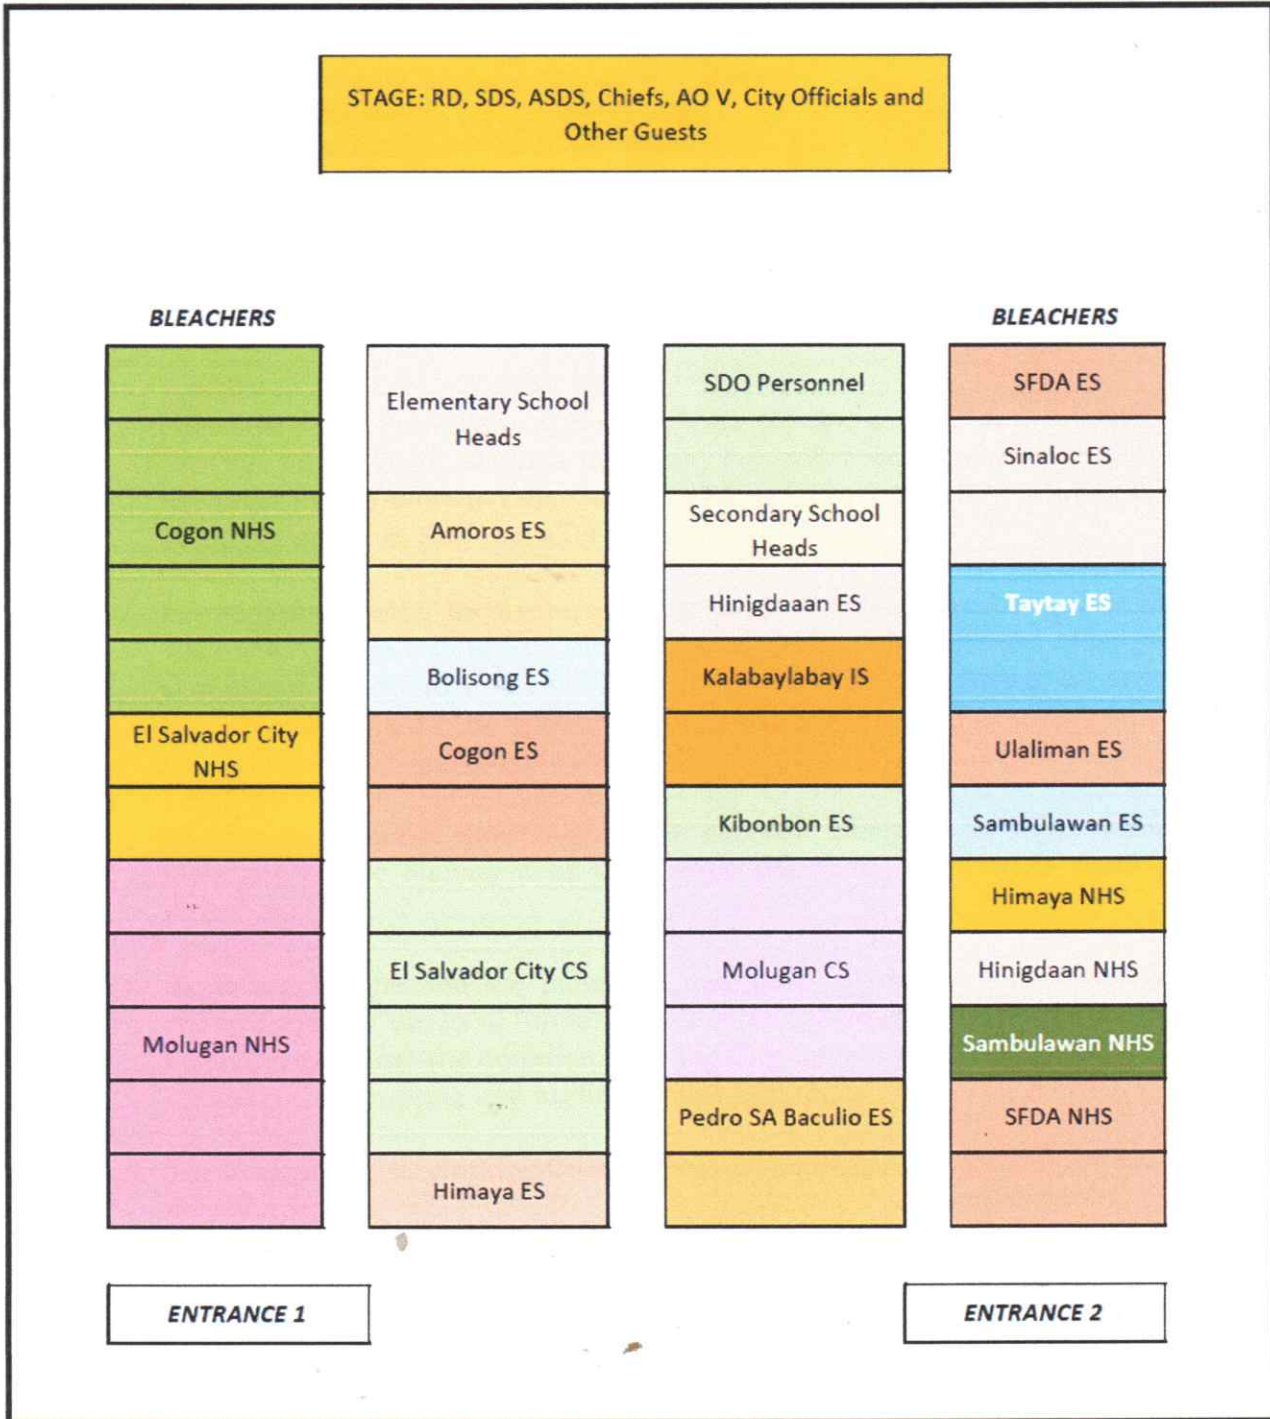 STAGE: RD, SDS, ASDS, Chiefs, AO V, City Officials and
Other Guests
BLEACHERS
BLEACHERS
Cogon NHS
El Salvador City
NHS
Molugan NHS
Elementary School
Heads
Amoros ES
Bolisong ES
Cogon ES
El Salvador City CS
Himaya ES
SDO Personnel
Secondary School
Heads
Hinigdaaan ES
Kalabaylabay IS
Kibonbon ES
Molugan CS
Pedro SA Baculio ES
SFDA ES
Sinaloc ES
Taytay ES
Ulaliman ES
Sambulawan ES
Himaya NHS
Hinigdaan NHS
Sambulawan NHS
SFDA NHS
ENTRANCE 1
ENTRANCE 2